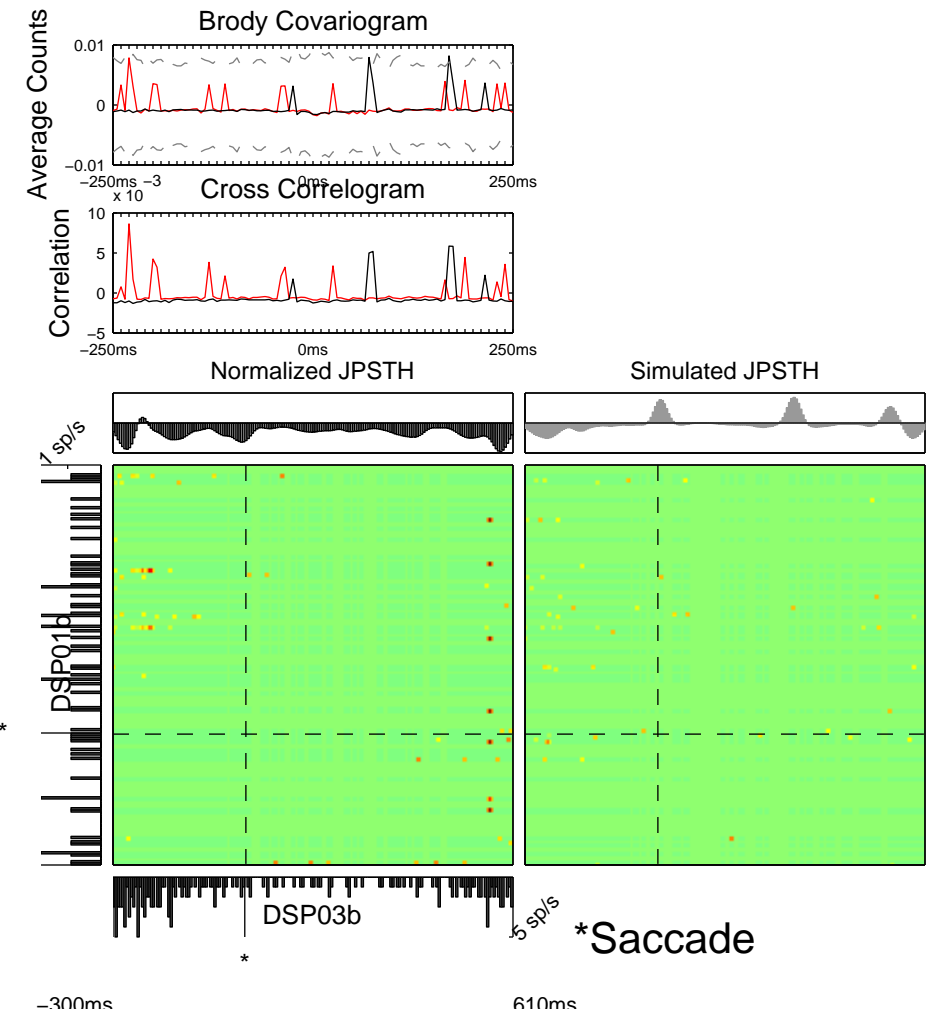 Brody Covariogram
Average Counts
0.01
0
−0.01
−250ms
−3
0ms
250ms
x 10
Cross Correlogram
Correlation
10
5
0
−5
−250ms
0ms
250ms
Normalized JPSTH
Simulated JPSTH
1 sp/s
DSP01b
*
DSP03b
5 sp/s
*Saccade
*
−300ms
610ms